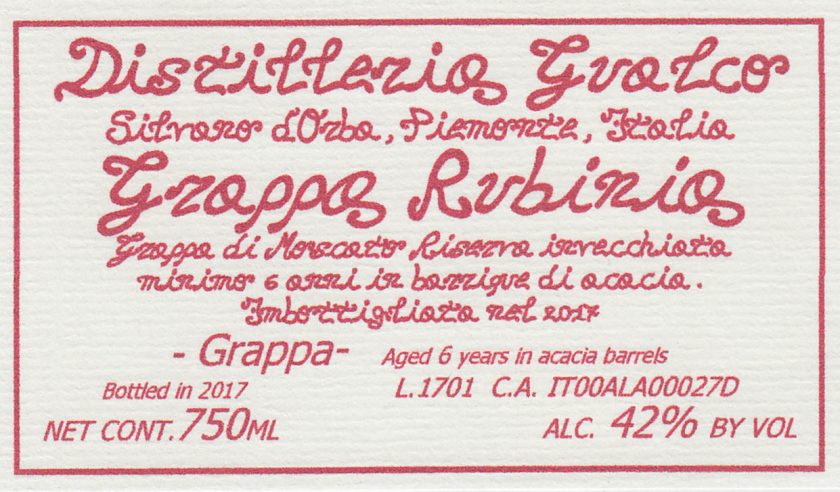 Distilleria Gualco
Silvano d'Orba, Piemonte, Italia
Grappa Rubinia
Grappa di Moscato Riserva invecchiata
minimo 6 anni in barrique di acacia.
Imbottigliata nel 2017
- Grappa- Aged 6 years in acacia barrels
Bottled in 2017 L.1701 C.A. IT00ALA00027D
NET CONT. 750ML ALC. 42% BY VOL